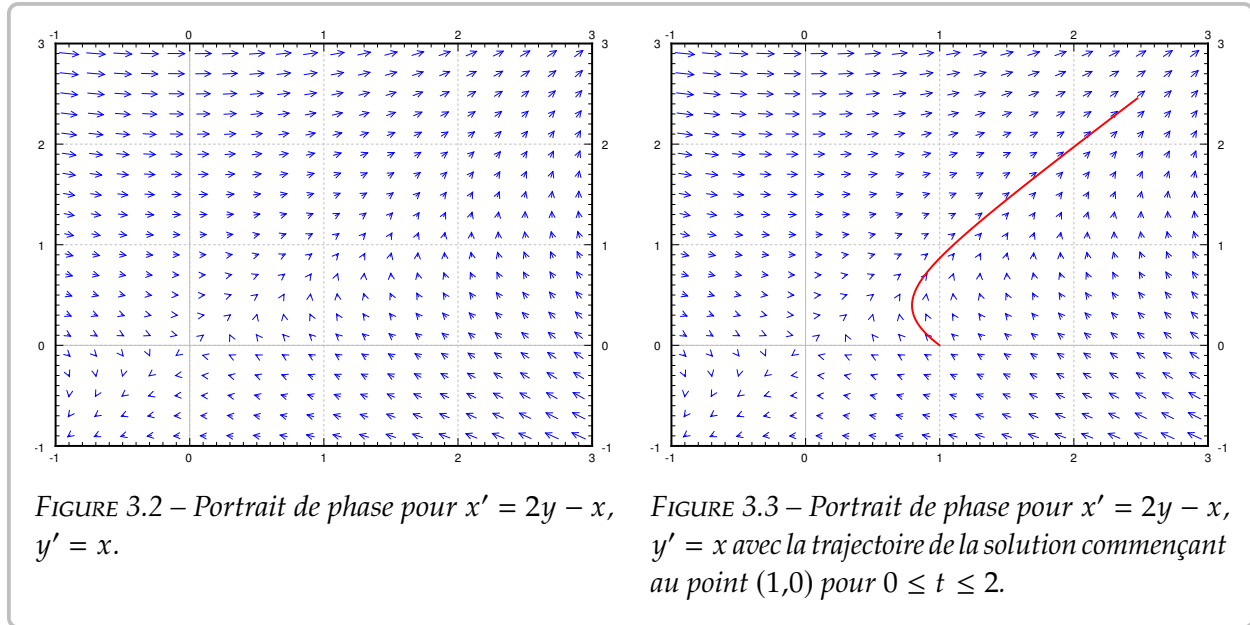 -1 0 1 2 3
3 3
2 2
1 1
0 0
-1 -1
-1 0 1 2 3
-1 0 1 2 3
3 3
2 2
1 1
0 0
-1 -1
-1 0 1 2 3
FIGURE 3.2 – Portrait de phase pour x′ = 2y − x,
y′ = x.
FIGURE 3.3 – Portrait de phase pour x′ = 2y − x,
y′ = x avec la trajectoire de la solution commençant
au point (1,0) pour 0 ≤ t ≤ 2.